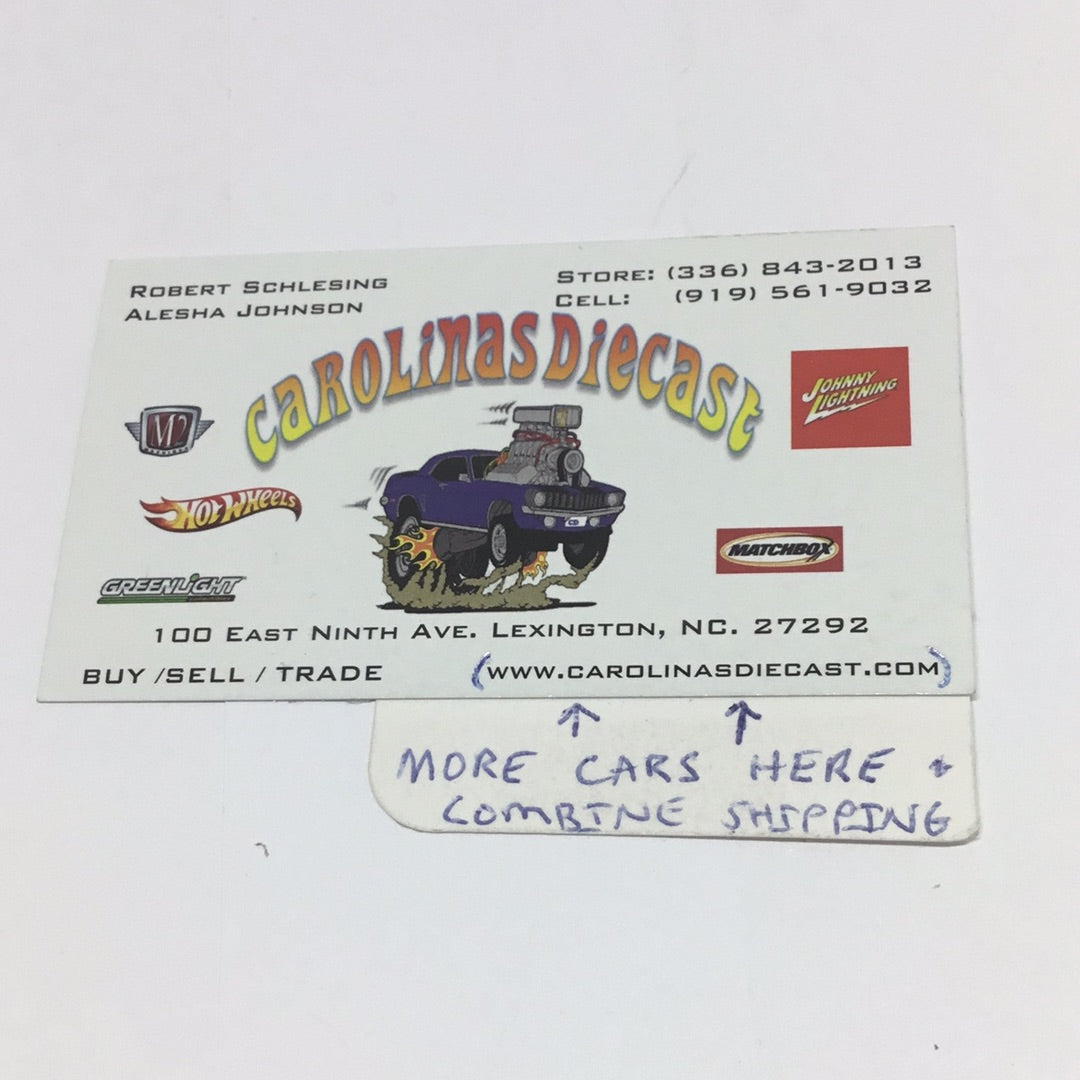 ROBERT SCHLESING
ALESHA JOHNSON
STORE: (336) 843-2013
CELL: (919) 561-9032
CAROLINAS DIECAST
M2
JOHNNY
LIGHTNING
HOT WHEELS
CD
MATCHBOX
GREENLIGHT
100 EAST NINTH AVE. LEXINGTON, NC. 27292
BUY /SELL / TRADE
(WWW.CAROLINASDIECAST.COM)
MORE CARS HERE +
COMBINE SHIPPING